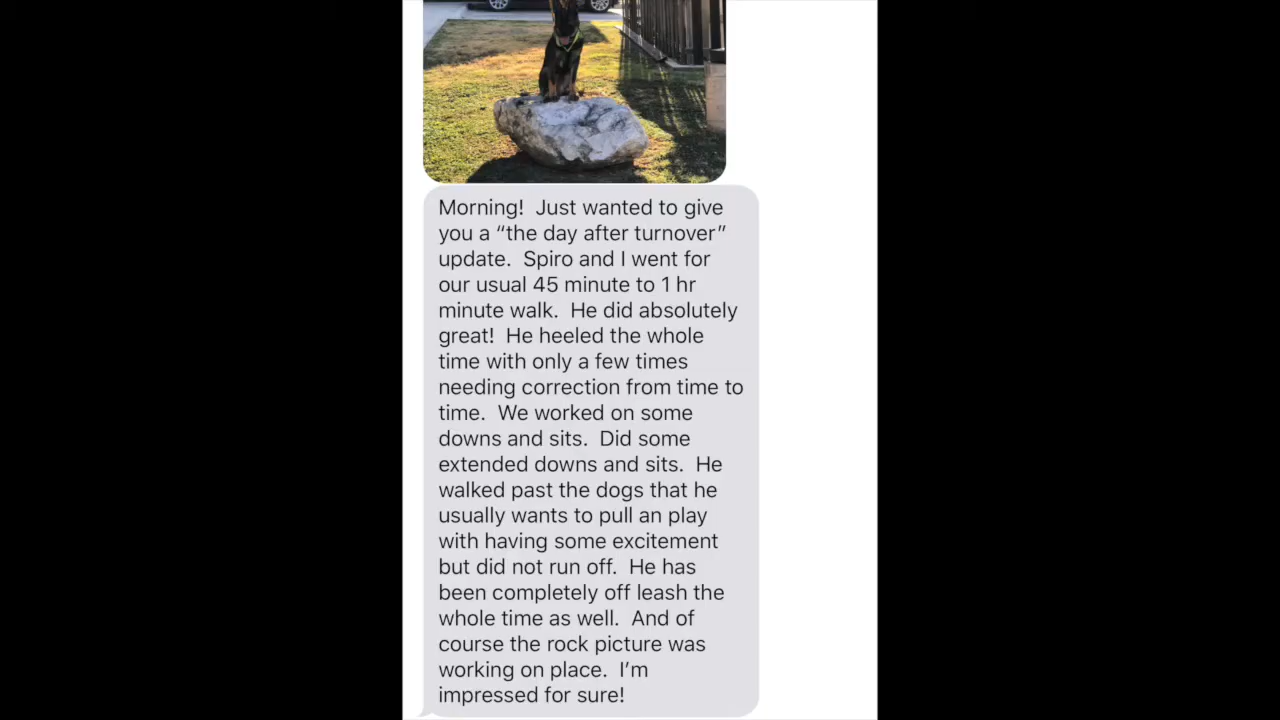 Morning!  Just wanted to give
you a “the day after turnover”
update.  Spiro and I went for
our usual 45 minute to 1 hr
minute walk.  He did absolutely
great!  He heeled the whole
time with only a few times
needing correction from time to
time.  We worked on some
downs and sits.  Did some
extended downs and sits.  He
walked past the dogs that he
usually wants to pull an play
with having some excitement
but did not run off.  He has
been completely off leash the
whole time as well.  And of
course the rock picture was
working on place.  I’m
impressed for sure!